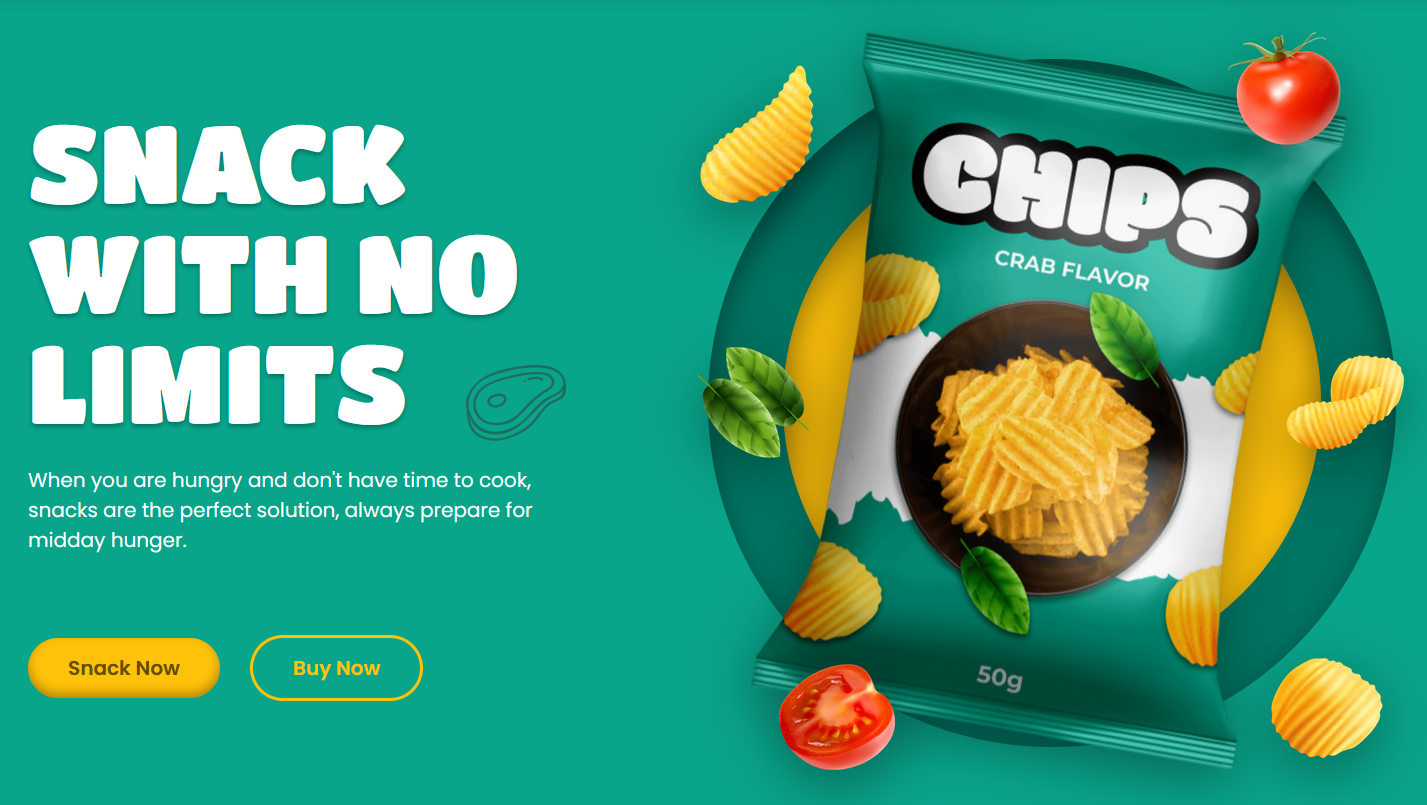 SNACK
WITH NO
LIMITS
When you are hungry and don't have time to cook,
snacks are the perfect solution, always prepare for
midday hunger.
Snack Now
Buy Now
CHIPS
CRAB FLAVOR
50g